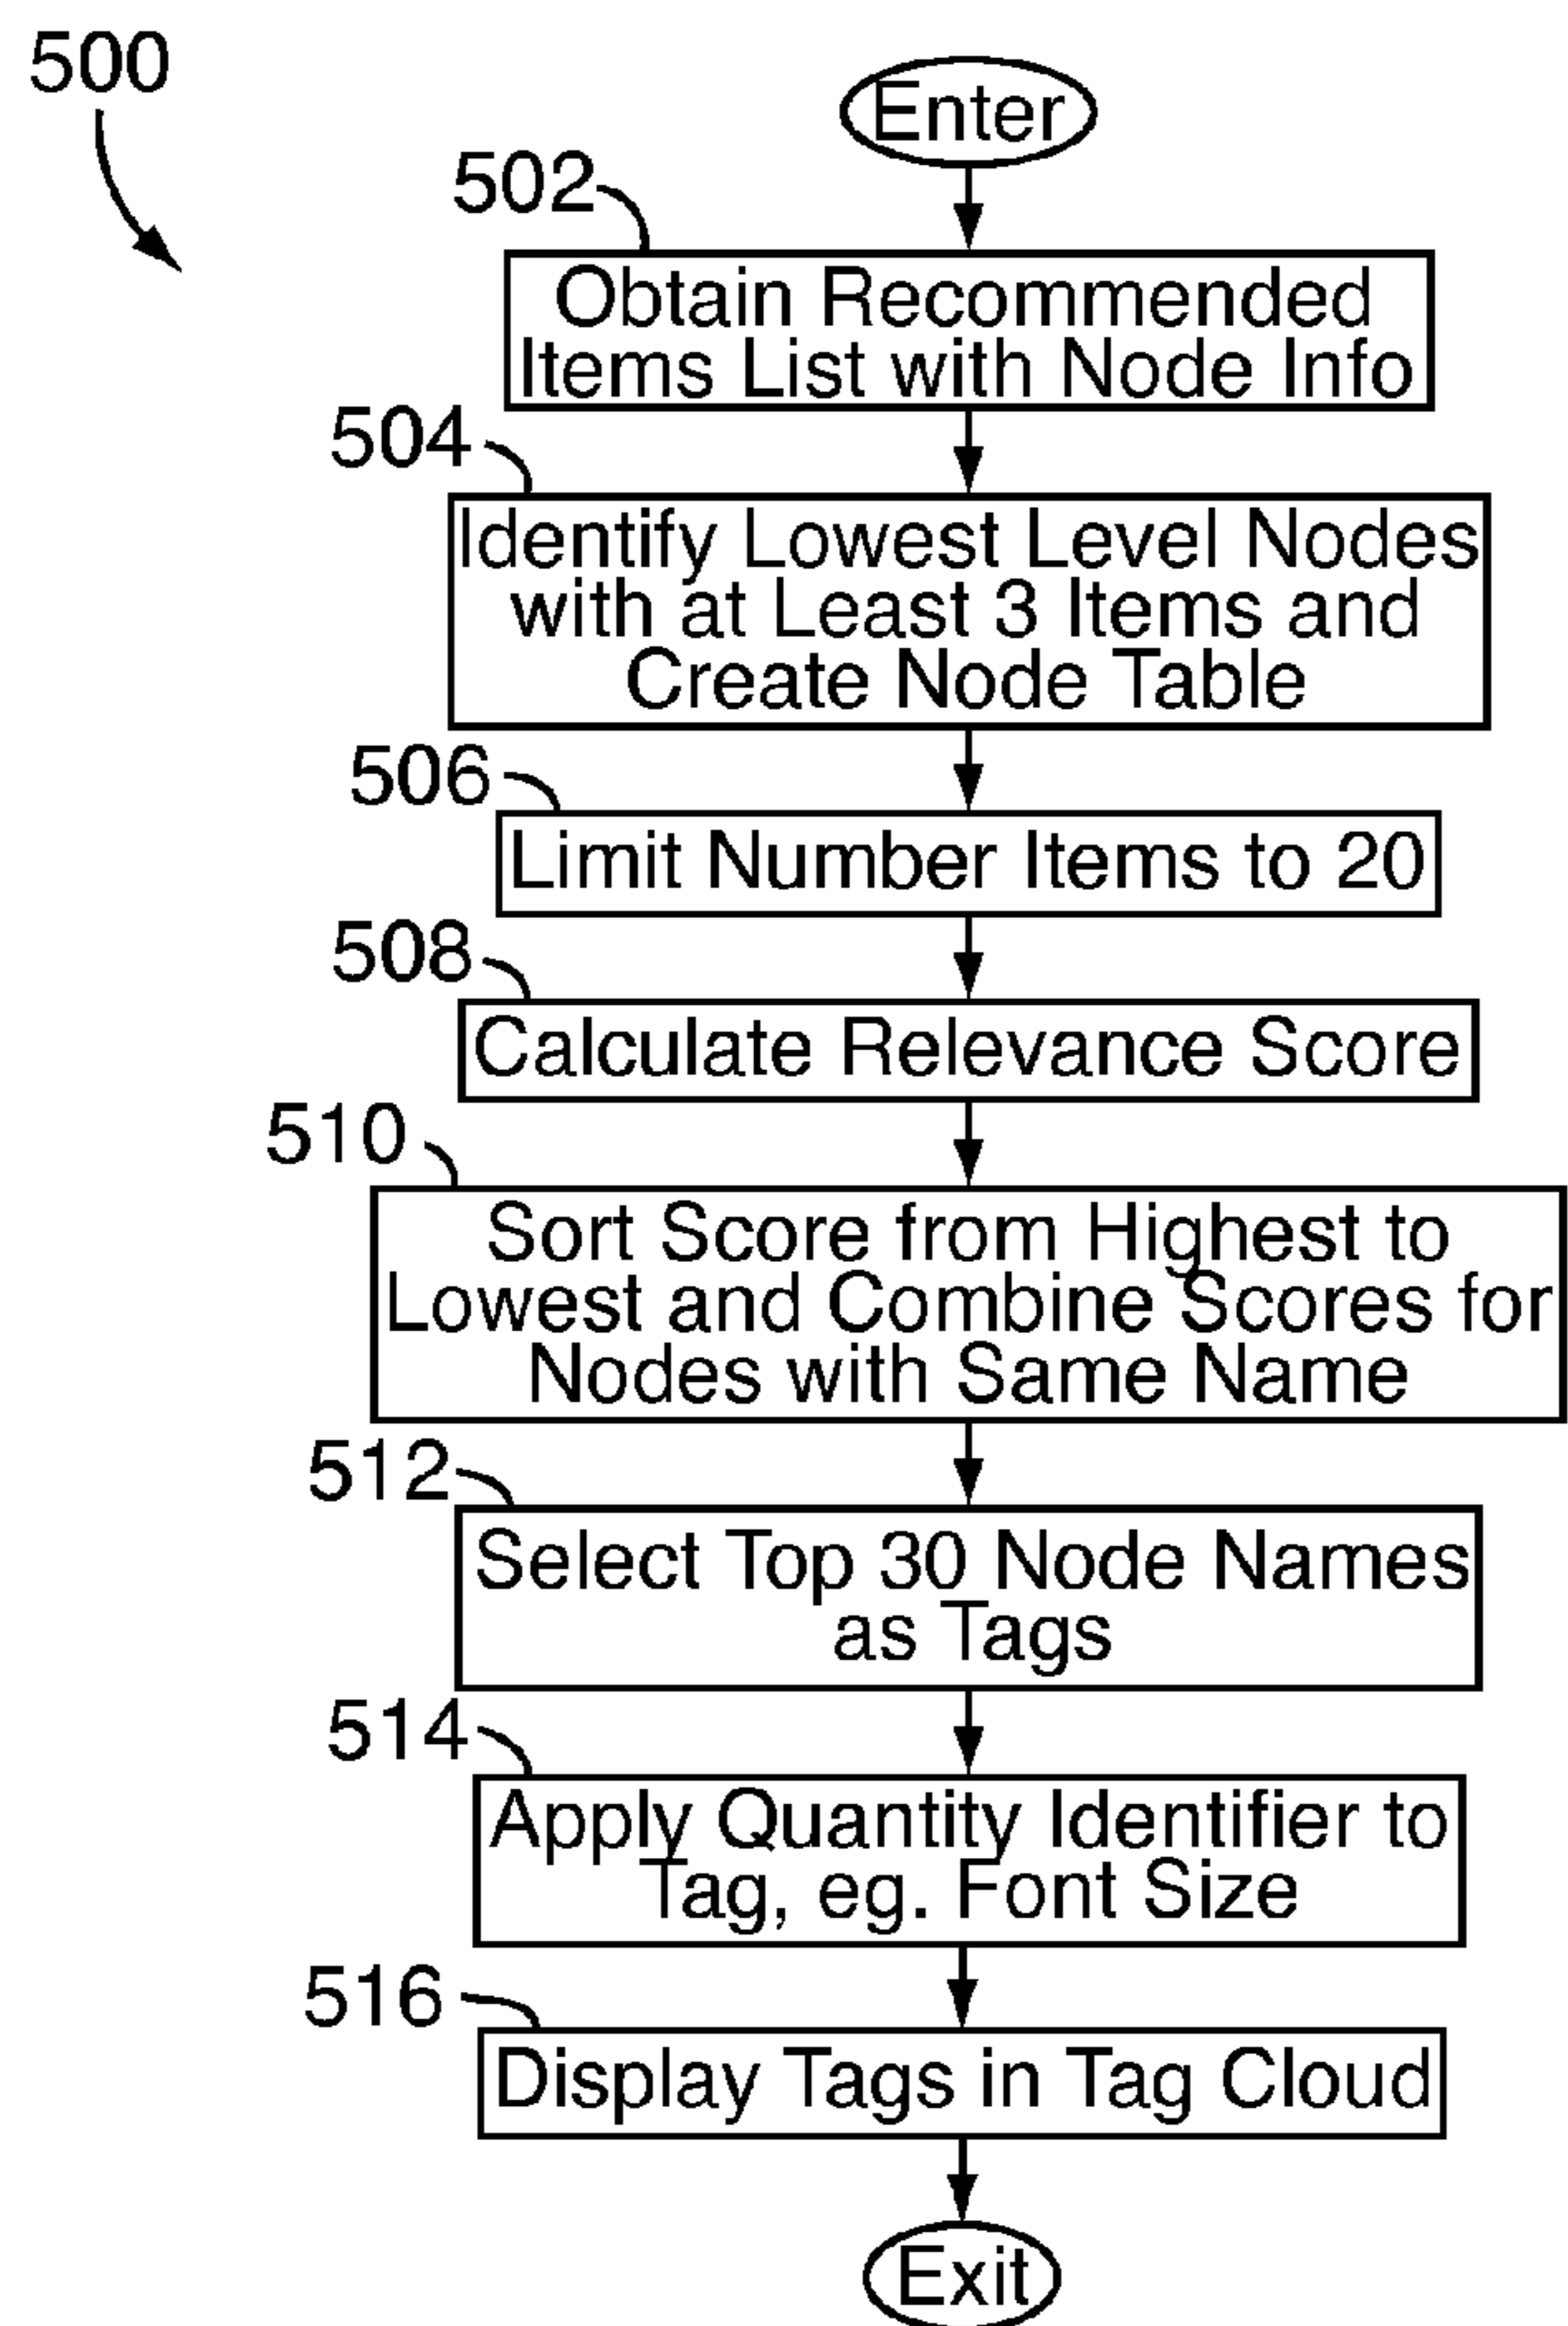 500
Enter
502
Obtain Recommended
Items List with Node Info
504
Identify Lowest Level Nodes
with at Least 3 Items and
Create Node Table
506
Limit Number Items to 20
508
Calculate Relevance Score
510
Sort Score from Highest to
Lowest and Combine Scores for
Nodes with Same Name
512
Select Top 30 Node Names
as Tags
514
Apply Quantity Identifier to
Tag, eg. Font Size
516
Display Tags in Tag Cloud
Exit